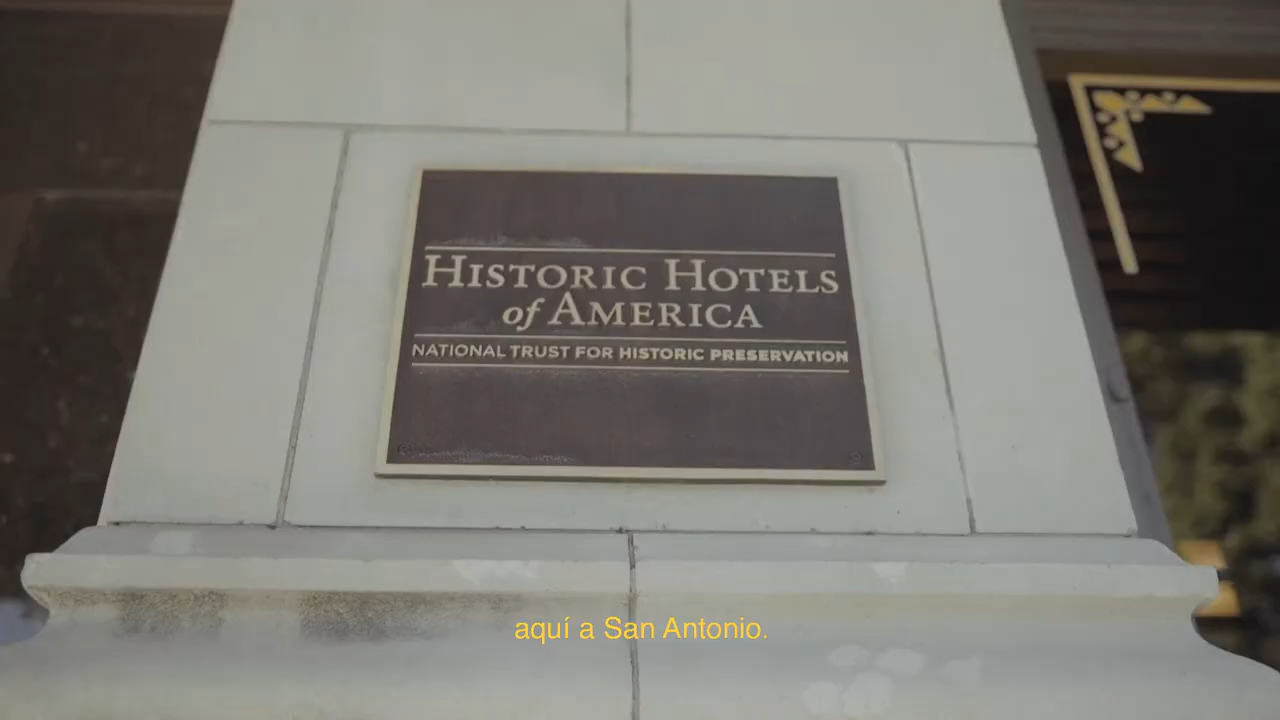 HISTORIC HOTELS
of AMERICA
NATIONAL TRUST FOR HISTORIC PRESERVATION
aquí a San Antonio.